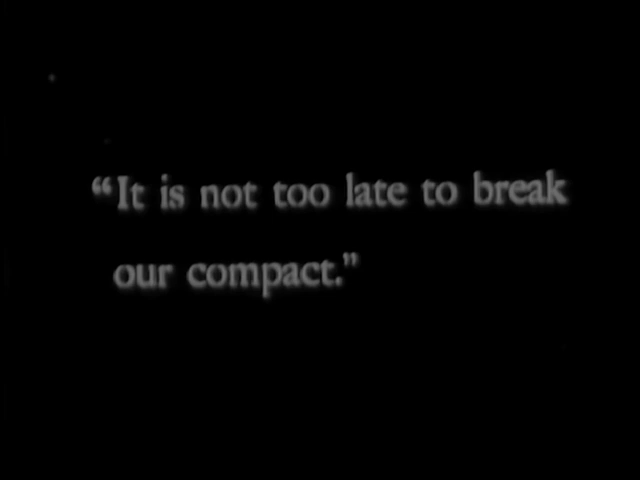 “It is not too late to break
our compact.”